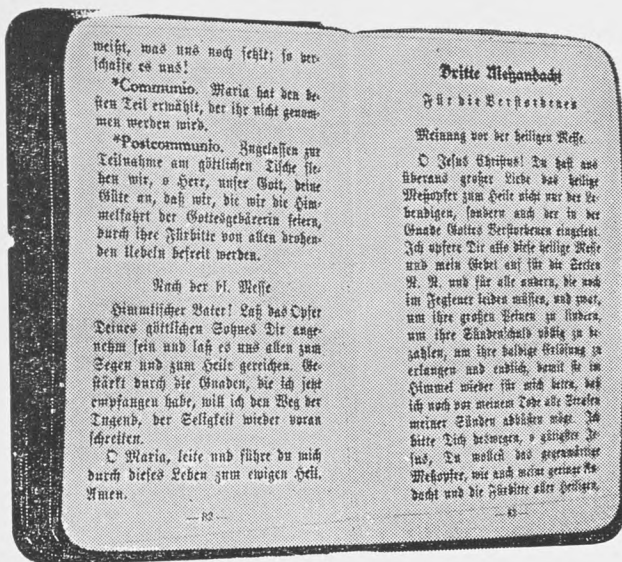 weißt, was uns noch fehlt; so ver-
schaffe es uns!
*Communio. Maria hat den be-
sten Teil erwählt, der ihr nicht genom-
men werden wird.
*Postcommunio. Zugelassen zur
Teilnahme am göttlichen Tische fle-
hen wir, o Herr, unser Gott, deine
Güte an, daß wir, die wir die Him-
melfahrt der Gottesgebärerin feiern,
durch ihre Fürbitte von allen drohen-
den Uebeln befreit werden.
Nach der hl. Messe
Himmlischer Vater! Laß das Opfer
Deines göttlichen Sohnes Dir ange-
nehm sein und laß es uns allen zum
Segen und zum Heile gereichen. Ge-
stärkt durch die Gnaden, die ich jetzt
empfangen habe, will ich den Weg der
Tugend, der Seligkeit wieder voran
schreiten.
O Maria, leite und führe du mich
durch dieses Leben zum ewigen Heil.
Amen.
— 82 —
Dritte Meßandacht
Für die Verstorbenen
Meinung vor der heiligen Messe.
O Jesus Christus! Du hast aus
überaus großer Liebe das heilige
Meßopfer zum Heile nicht nur der Le-
bendigen, sondern auch der in der
Gnade Gottes Verstorbenen eingesetzt.
Ich opfere Dir also diese heilige Messe
und mein Gebet auf für die Seelen
N. N. und für alle andern, die noch
im Fegfeuer leiden müssen, und zwar,
um ihre großen Peinen zu lindern,
um ihre Sündenschuld völlig zu be-
zahlen, um ihre baldige Erlösung zu
erlangen und endlich, damit sie im
Himmel wieder für mich beten, daß
ich noch vor meinem Tode alle Strafen
meiner Sünden abbüßen möge. Ich
bitte Dich deswegen, o gütigster Je-
sus, Du wollest das gegenwärtige
Meßopfer, wie auch meine geringe An-
dacht und die Fürbitte aller Heiligen,
— 83 —